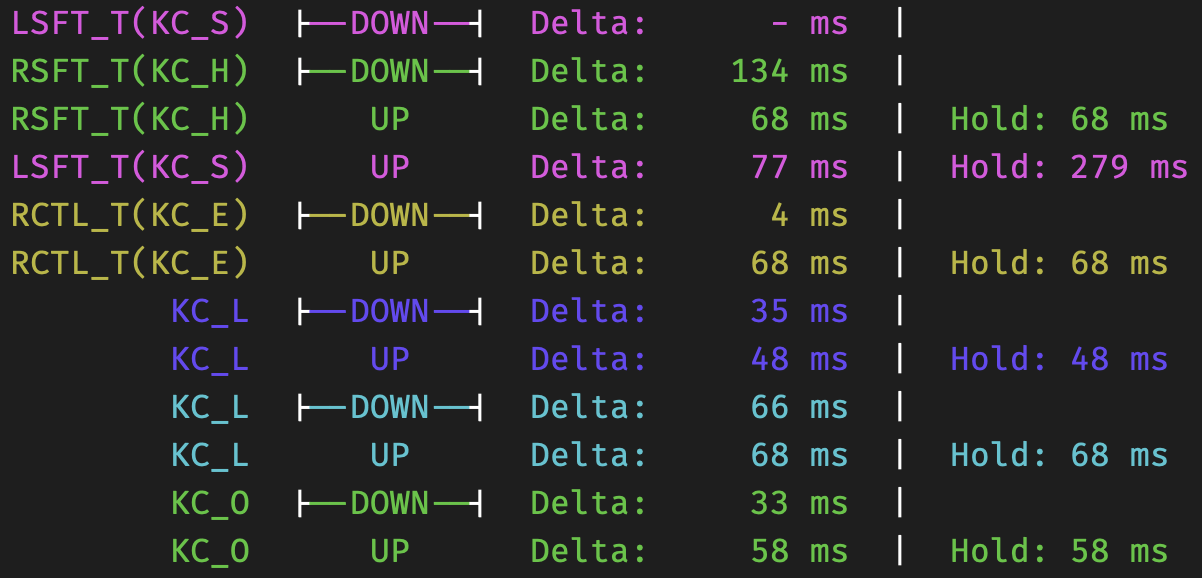 LSFT_T(KC_S) ├──DOWN──┤ Delta: - ms |
RSFT_T(KC_H) ├──DOWN──┤ Delta: 134 ms |
RSFT_T(KC_H) UP Delta: 68 ms | Hold: 68 ms
LSFT_T(KC_S) UP Delta: 77 ms | Hold: 279 ms
RCTL_T(KC_E) ├──DOWN──┤ Delta: 4 ms |
RCTL_T(KC_E) UP Delta: 68 ms | Hold: 68 ms
KC_L ├──DOWN──┤ Delta: 35 ms |
KC_L UP Delta: 48 ms | Hold: 48 ms
KC_L ├──DOWN──┤ Delta: 66 ms |
KC_L UP Delta: 68 ms | Hold: 68 ms
KC_O ├──DOWN──┤ Delta: 33 ms |
KC_O UP Delta: 58 ms | Hold: 58 ms